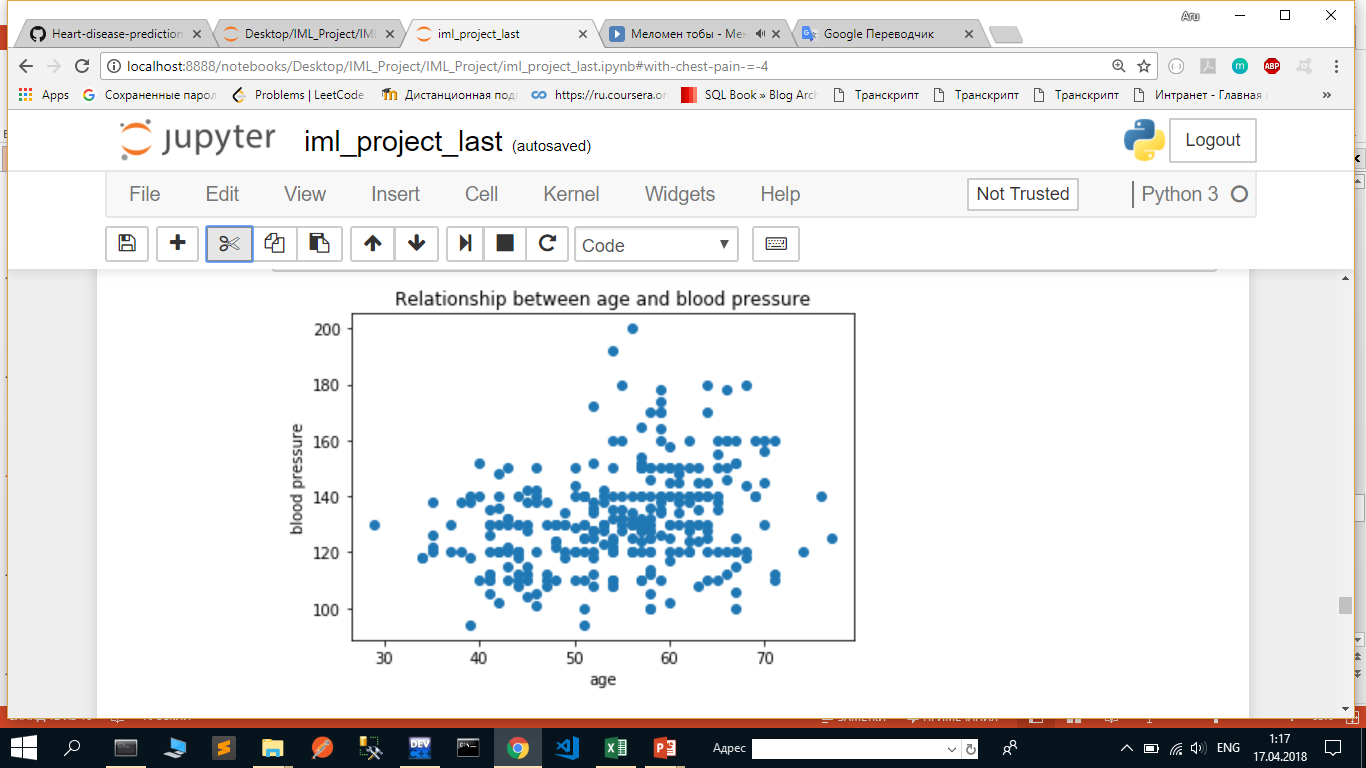 Aru
Heart-disease-prediction
Desktop/IML_Project/IML
iml_project_last
Меломен тобы - Мен
Google Переводчик
localhost:8888/notebooks/Desktop/IML_Project/IML_Project/iml_project_last.ipynb#with-chest-pain-=-4
ABP
Apps
Сохраненные парол
Problems | LeetCode
Дистанционная под
https://ru.coursera.or
SQL Book » Blog Arch
Транскрипт
Транскрипт
Транскрипт
Интранет - Главная
»
jupyter
iml_project_last (autosaved)
Logout
File Edit View Insert Cell Kernel Widgets Help
Not Trusted
Python 3
Code
Relationship between age and blood pressure
200
180
160
140
120
100
blood pressure
30 40 50 60 70
age
DEV
Адрес
ENG
1:17
17.04.2018